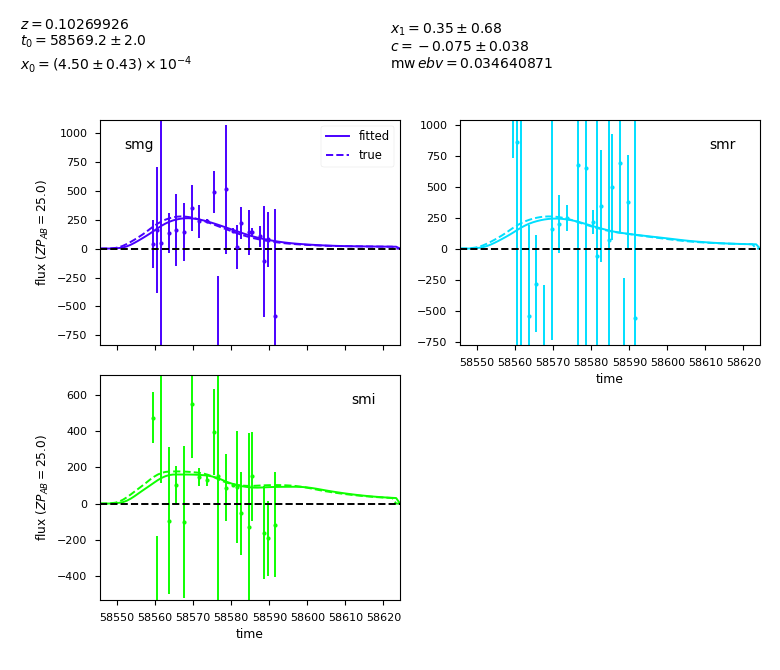 z = 0.10269926
t₀ = 58569.2 ± 2.0
x₀ = (4.50 ± 0.43) × 10⁻⁴
x₁ = 0.35 ± 0.68
c = −0.075 ± 0.038
mw ebv = 0.034640871
smg
fitted
true
1000
750
500
250
0
−250
−500
−750
flux (ZP_AB = 25.0)
smr
1000
750
500
250
0
−250
−500
−750
58550 58560 58570 58580 58590 58600 58610 58620
time
smi
600
400
200
0
−200
−400
flux (ZP_AB = 25.0)
58550 58560 58570 58580 58590 58600 58610 58620
time